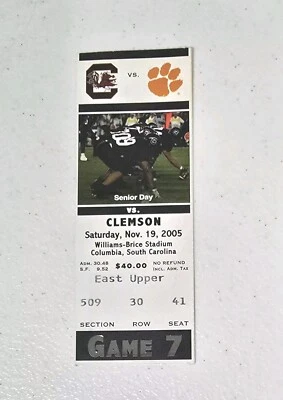 VS.
Senior Day
VS.
CLEMSON
Saturday, Nov. 19, 2005
Williams-Brice Stadium
Columbia, South Carolina
ADM. 30.48 $40.00 NO REFUND
S.F. 9.52 (INCL. ADM. TAX
East Upper
509 30 41
SECTION ROW SEAT
GAME 7